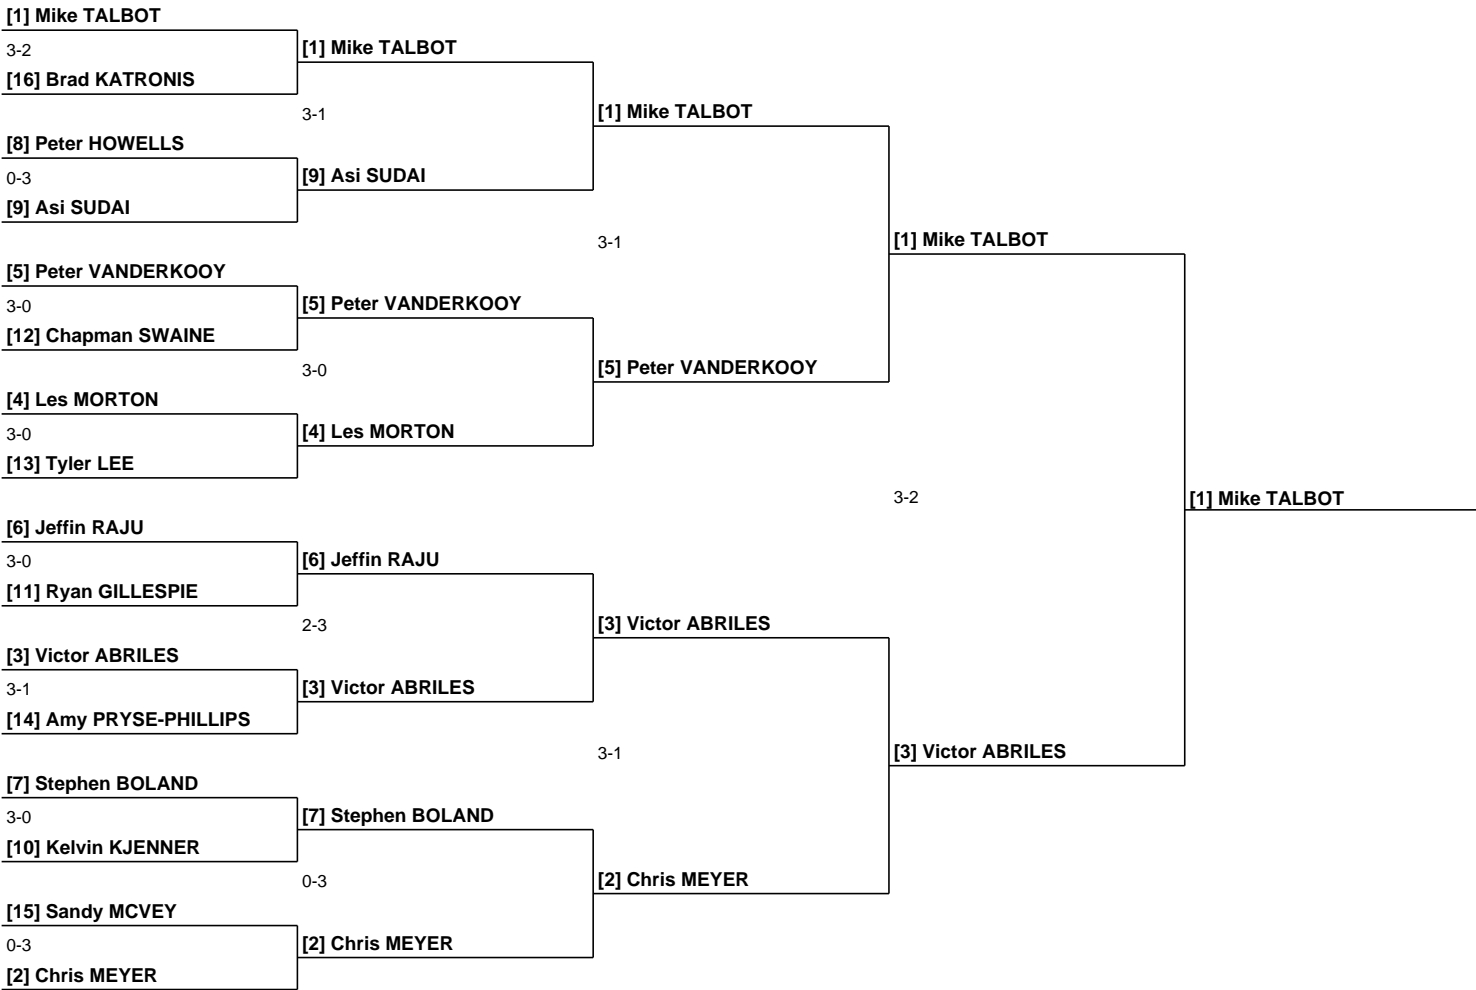 [1] Mike TALBOT
3-2
[1] Mike TALBOT
[16] Brad KATRONIS
3-1
[1] Mike TALBOT
[8] Peter HOWELLS
0-3
[9] Asi SUDAI
[9] Asi SUDAI
3-1
[1] Mike TALBOT
[5] Peter VANDERKOOY
3-0
[5] Peter VANDERKOOY
[12] Chapman SWAINE
3-0
[5] Peter VANDERKOOY
[4] Les MORTON
3-0
[4] Les MORTON
[13] Tyler LEE
3-2
[1] Mike TALBOT
[6] Jeffin RAJU
3-0
[6] Jeffin RAJU
[11] Ryan GILLESPIE
2-3
[3] Victor ABRILES
[3] Victor ABRILES
3-1
[3] Victor ABRILES
[14] Amy PRYSE-PHILLIPS
3-1
[3] Victor ABRILES
[7] Stephen BOLAND
3-0
[7] Stephen BOLAND
[10] Kelvin KJENNER
0-3
[2] Chris MEYER
[15] Sandy MCVEY
0-3
[2] Chris MEYER
[2] Chris MEYER